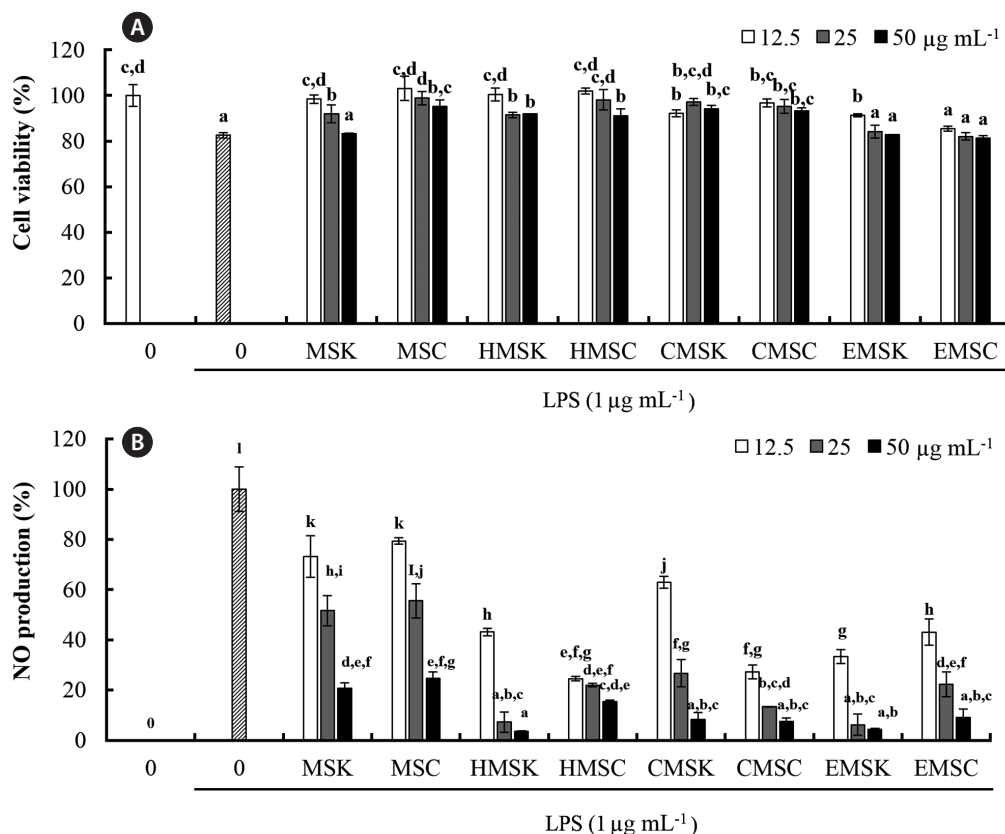 A
12.5 25 50 µg mL-1
Cell viability (%)
120
100
80
60
40
20
0
c,d
a
c,d b a
c,d d b,c
c,d b b
c,d c,d b
b b,c,d b,c
b,c b,c b,c
b a a
a a a
0 0 MSK MSC HMSK HMSC CMSK CMSC EMSK EMSC
LPS (1 µg mL-1)
B
12.5 25 50 µg mL-1
NO production (%)
120
100
80
60
40
20
0
0
l
k h,i d,e,f
k I,j e,f,g
h a,b,c a
e,f,g d,e,f c,d,e
j f,g a,b,c
f,g b,c,d a,b,c
g a,b,c a,b
h d,e,f a,b,c
0 0 MSK MSC HMSK HMSC CMSK CMSC EMSK EMSC
LPS (1 µg mL-1)